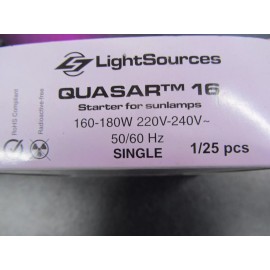 LightSources
QUASAR™ 16
Starter for sunlamps
160-180W 220V-240V~
50/60 Hz
SINGLE 1/25 pcs
RoHS Compliant
Radioactive free